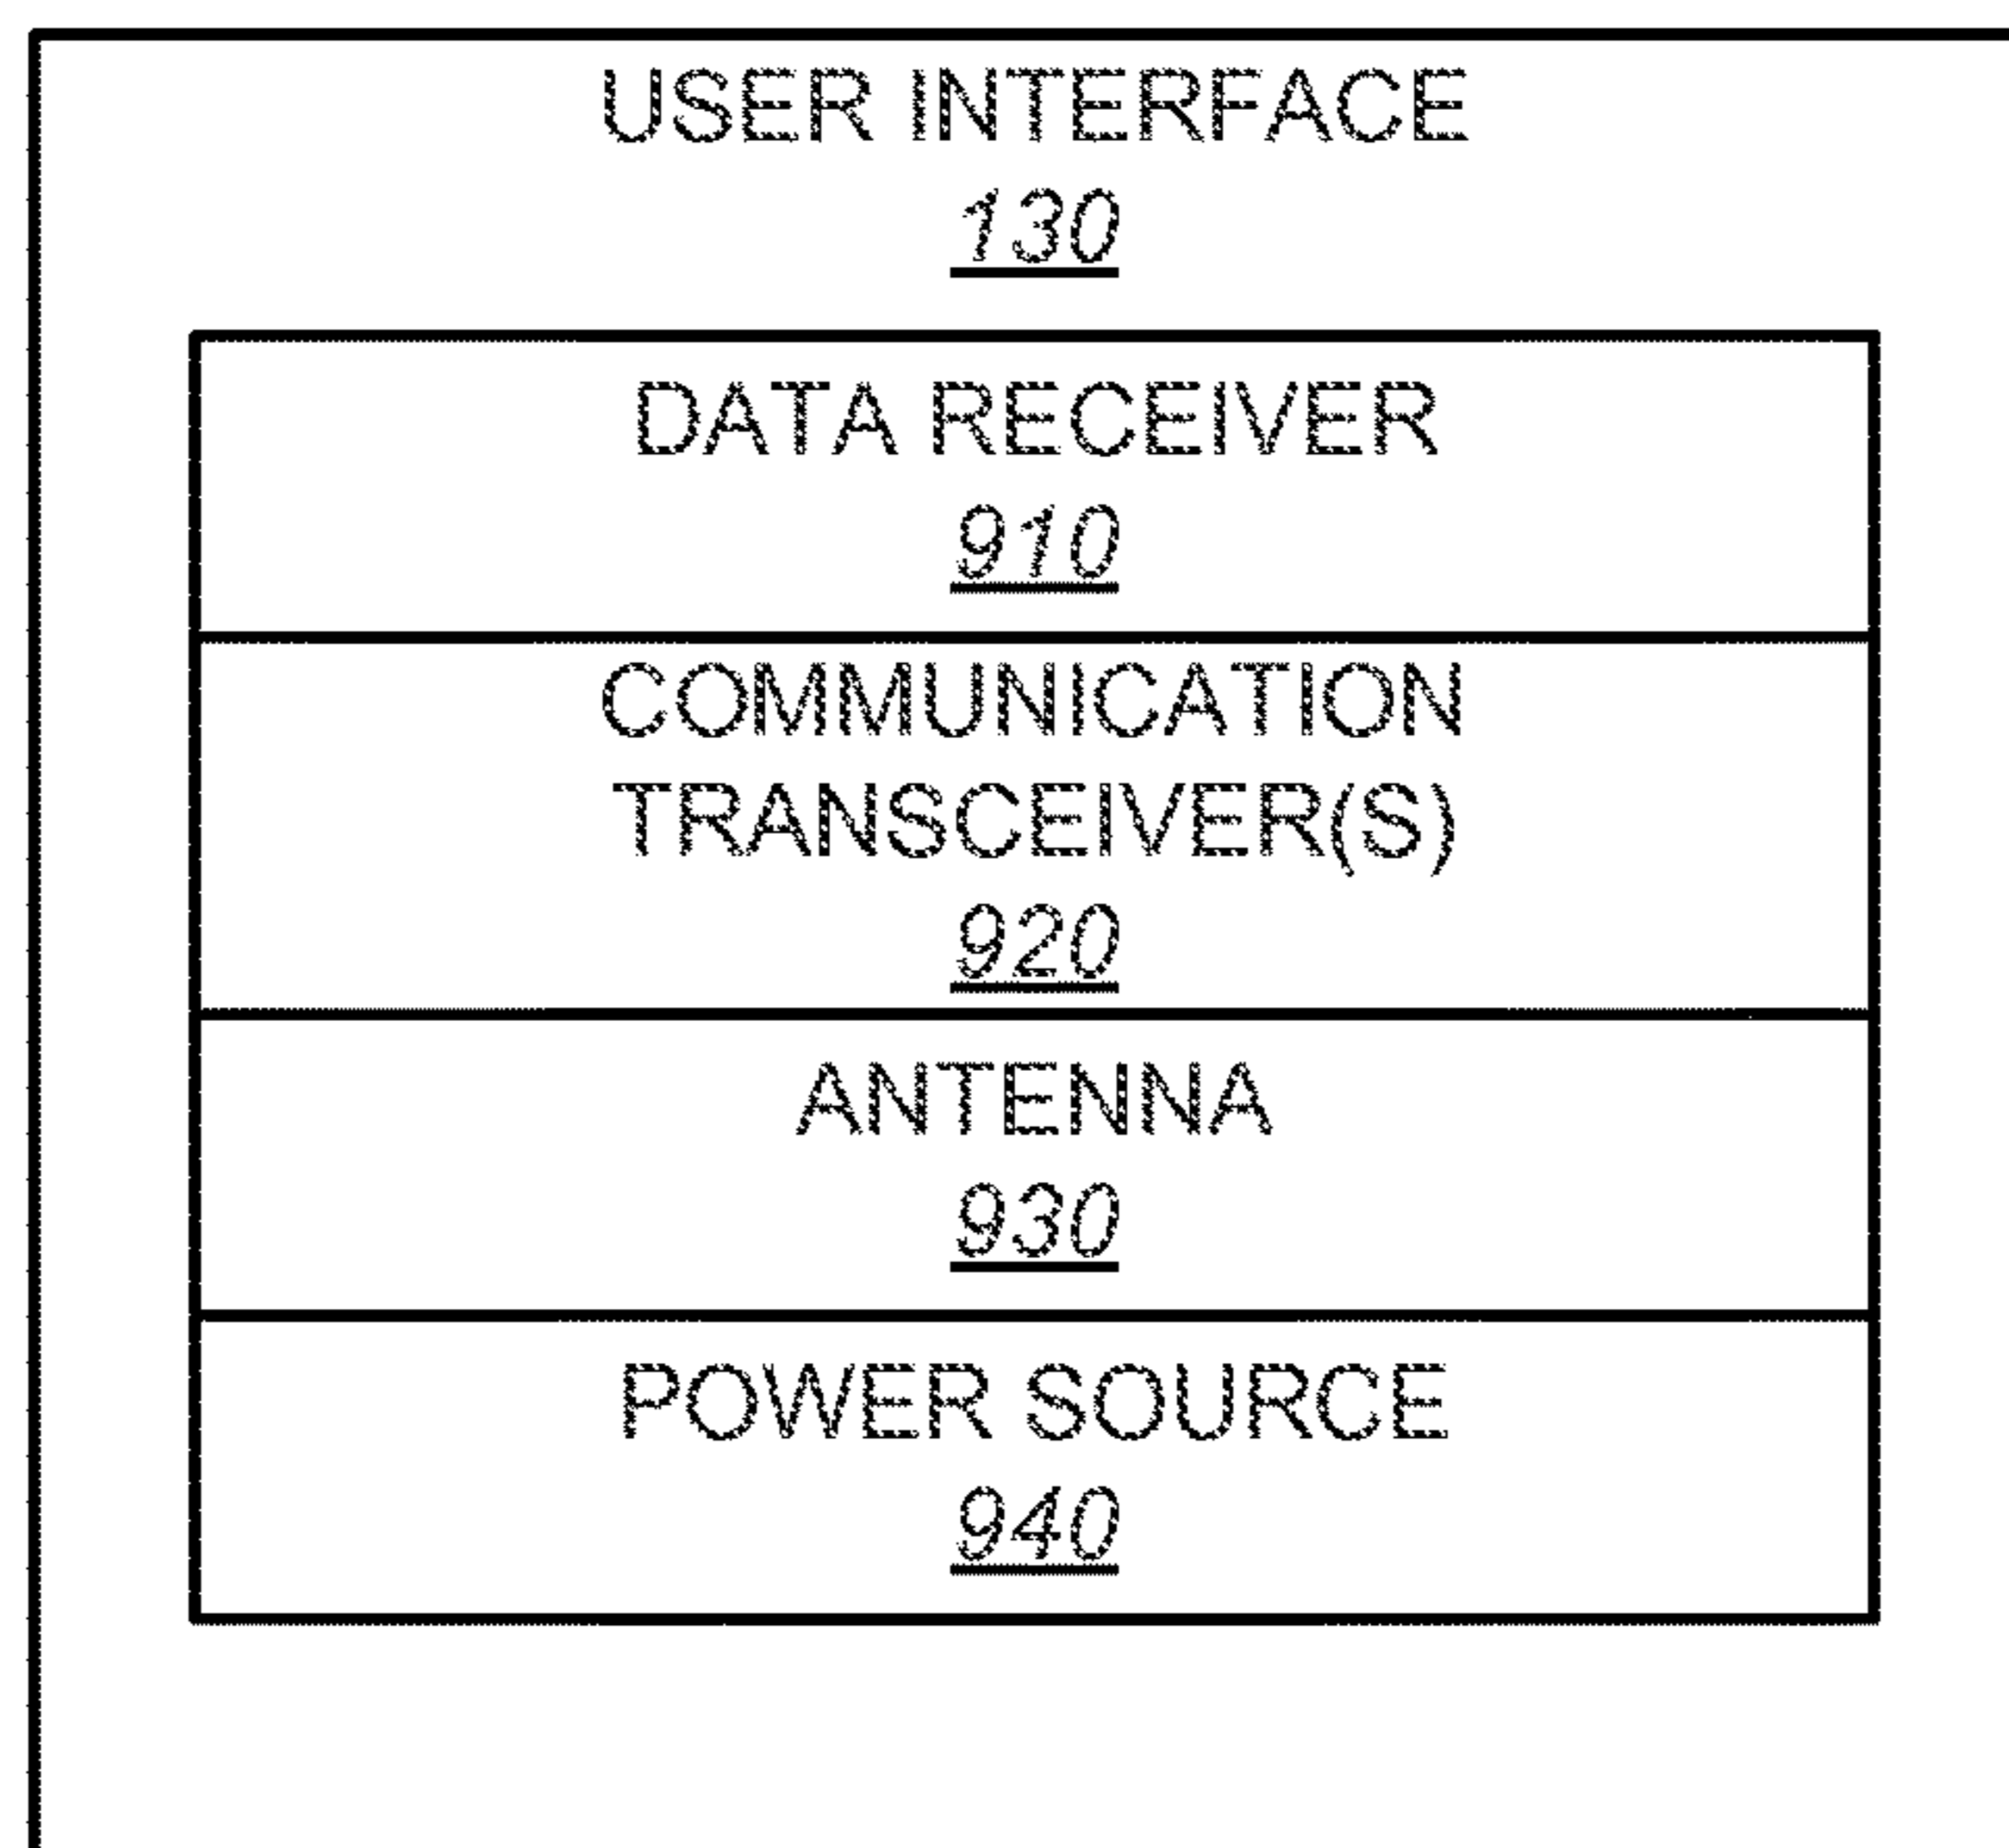 USER INTERFACE
130
DATA RECEIVER
910
COMMUNICATION
TRANSCEIVER(S)
920
ANTENNA
930
POWER SOURCE
940